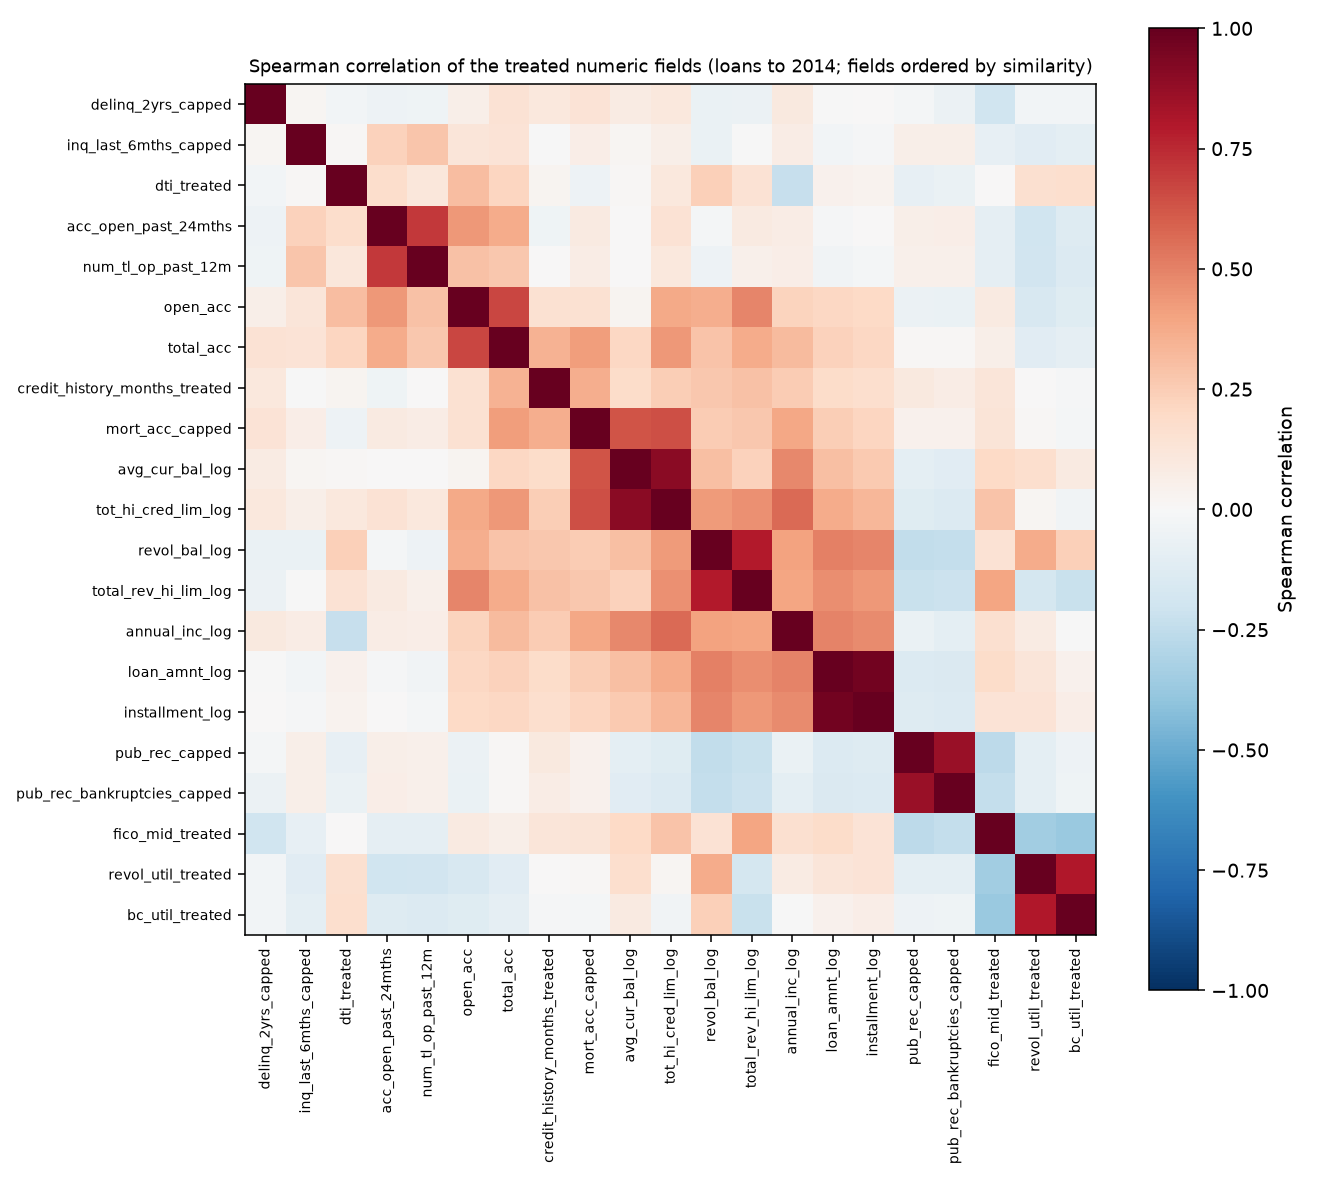 Spearman correlation of the treated numeric fields (loans to 2014; fields ordered by similarity)
delinq_2yrs_capped
inq_last_6mths_capped
dti_treated
acc_open_past_24mths
num_tl_op_past_12m
open_acc
total_acc
credit_history_months_treated
mort_acc_capped
avg_cur_bal_log
tot_hi_cred_lim_log
revol_bal_log
total_rev_hi_lim_log
annual_inc_log
loan_amnt_log
installment_log
pub_rec_capped
pub_rec_bankruptcies_capped
fico_mid_treated
revol_util_treated
bc_util_treated
delinq_2yrs_capped
inq_last_6mths_capped
dti_treated
acc_open_past_24mths
num_tl_op_past_12m
open_acc
total_acc
credit_history_months_treated
mort_acc_capped
avg_cur_bal_log
tot_hi_cred_lim_log
revol_bal_log
total_rev_hi_lim_log
annual_inc_log
loan_amnt_log
installment_log
pub_rec_capped
pub_rec_bankruptcies_capped
fico_mid_treated
revol_util_treated
bc_util_treated
1.00
0.75
0.50
0.25
0.00
−0.25
−0.50
−0.75
−1.00
Spearman correlation